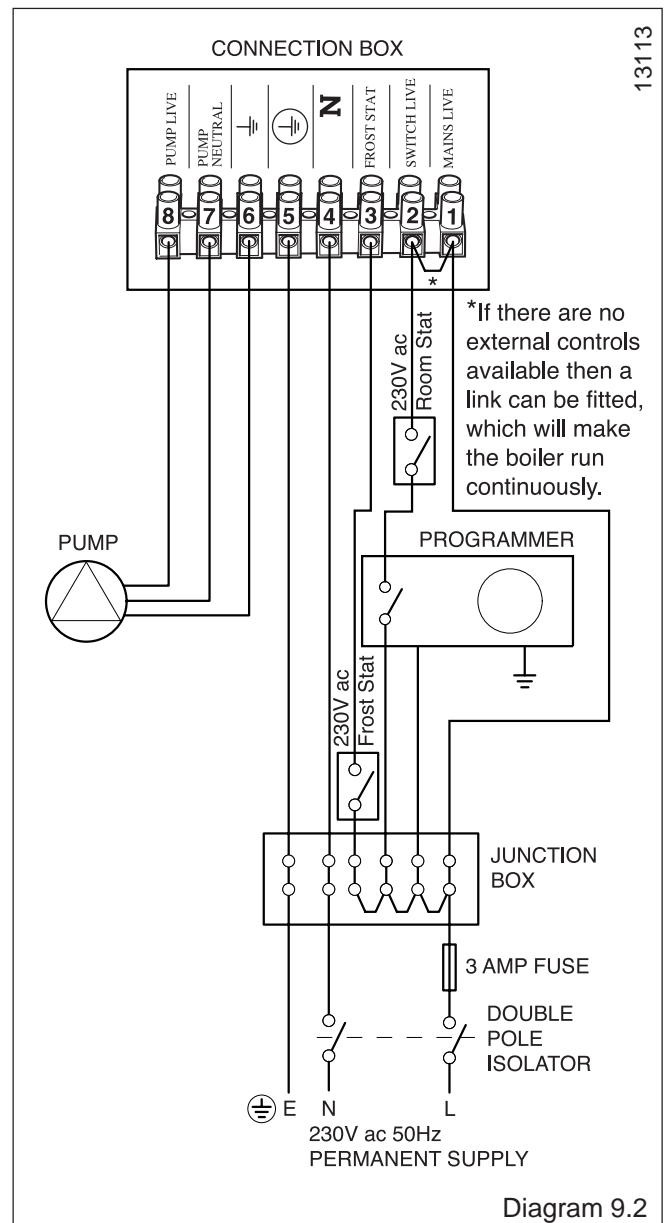 13113
CONNECTION BOX
PUMP LIVE
PUMP
NEUTRAL
N
FROST STAT
SWITCH LIVE
MAINS LIVE
8 7 6 5 4 3 2 1
*
*If there are no
external controls
available then a
link can be fitted,
which will make
the boiler run
continuously.
230V ac
Room Stat
PUMP
PROGRAMMER
230V ac
Frost Stat
JUNCTION
BOX
3 AMP FUSE
DOUBLE
POLE
ISOLATOR
E N L
230V ac 50Hz
PERMANENT SUPPLY
Diagram 9.2